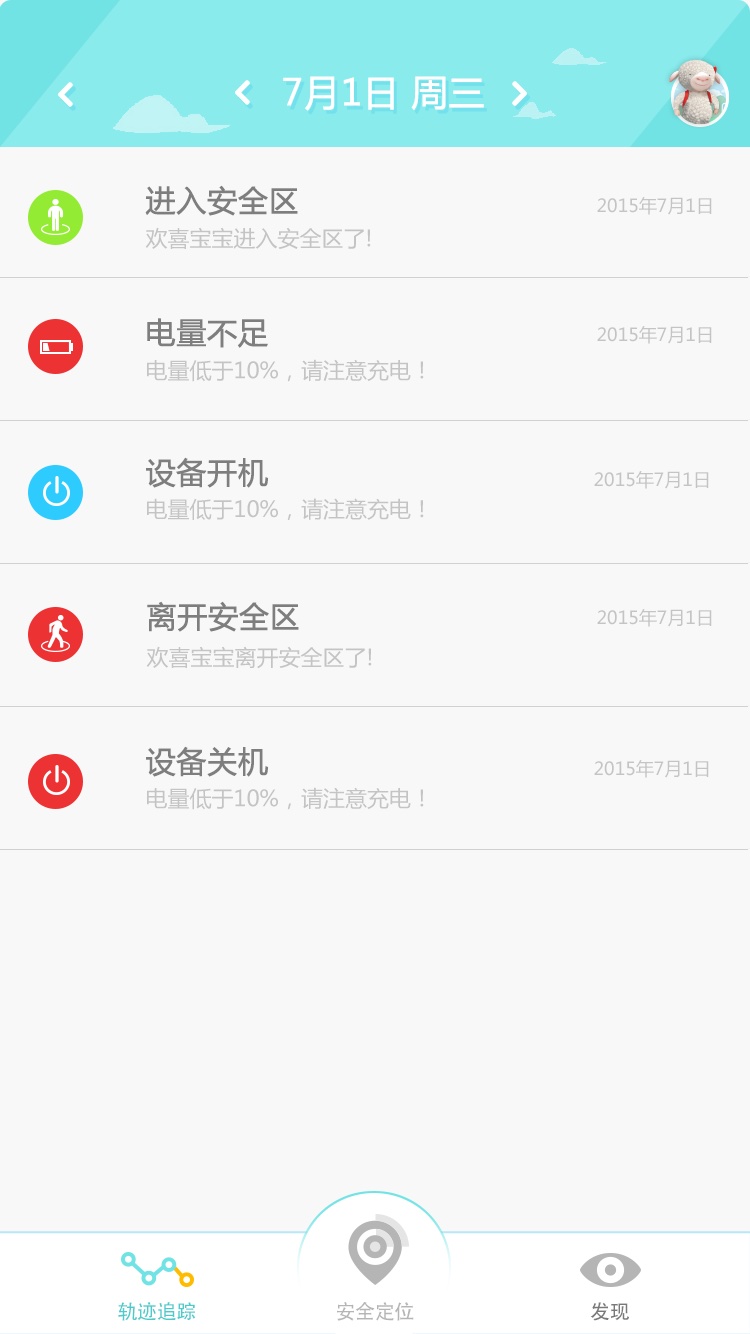 7月1日 周三
进入安全区
2015年7月1日
欢喜宝宝进入安全区了!
电量不足
2015年7月1日
电量低于10%，请注意充电！
设备开机
2015年7月1日
电量低于10%，请注意充电！
离开安全区
2015年7月1日
欢喜宝宝离开安全区了!
设备关机
2015年7月1日
电量低于10%，请注意充电！
轨迹追踪
安全定位
发现